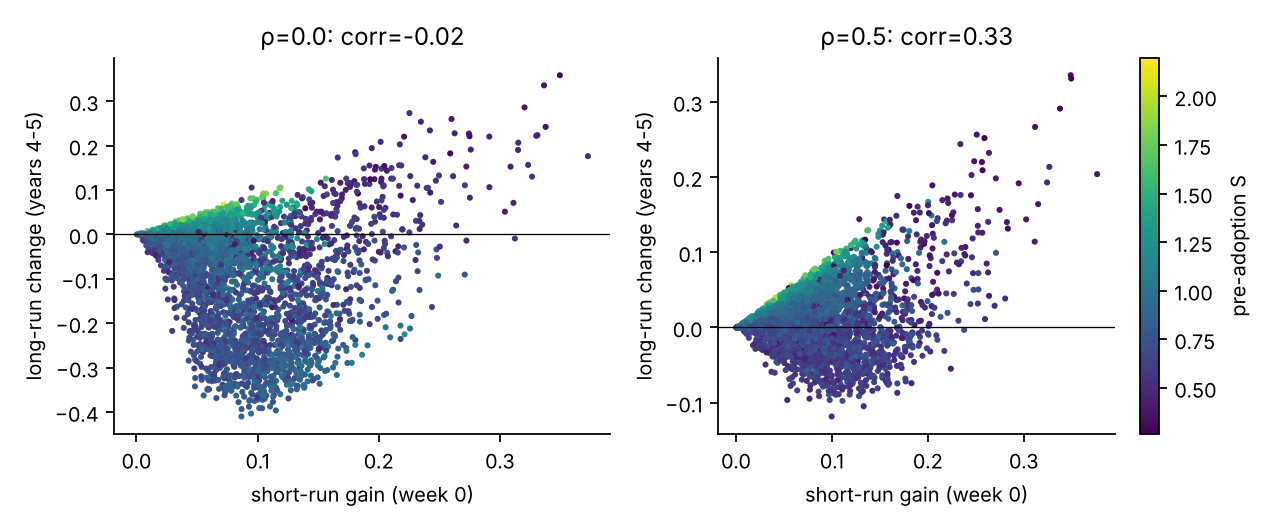 ρ=0.0: corr=-0.02
long-run change (years 4-5)
0.3
0.2
0.1
0.0
−0.1
−0.2
−0.3
−0.4
0.0 0.1 0.2 0.3
short-run gain (week 0)
ρ=0.5: corr=0.33
long-run change (years 4-5)
0.3
0.2
0.1
0.0
−0.1
0.0 0.1 0.2 0.3
short-run gain (week 0)
2.00
1.75
1.50
1.25
1.00
0.75
0.50
pre-adoption S